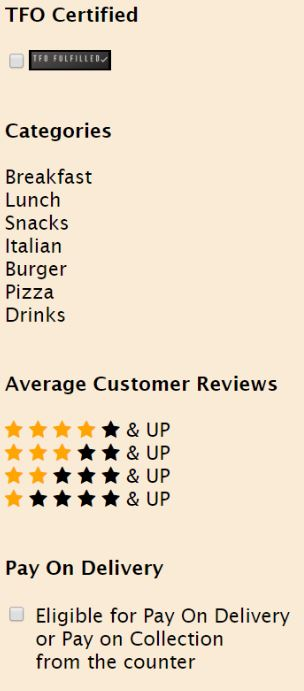 TFO Certified
TFO FULFILLED✓
Categories
Breakfast
Lunch
Snacks
Italian
Burger
Pizza
Drinks
Average Customer Reviews
& UP
& UP
& UP
& UP
Pay On Delivery
Eligible for Pay On Delivery
or Pay on Collection
from the counter